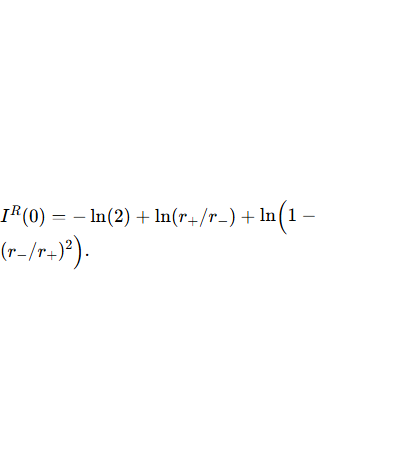 I^R(0) = − ln(2) + ln(r₊/r₋) + ln(1 −
(r₋/r₊)²).